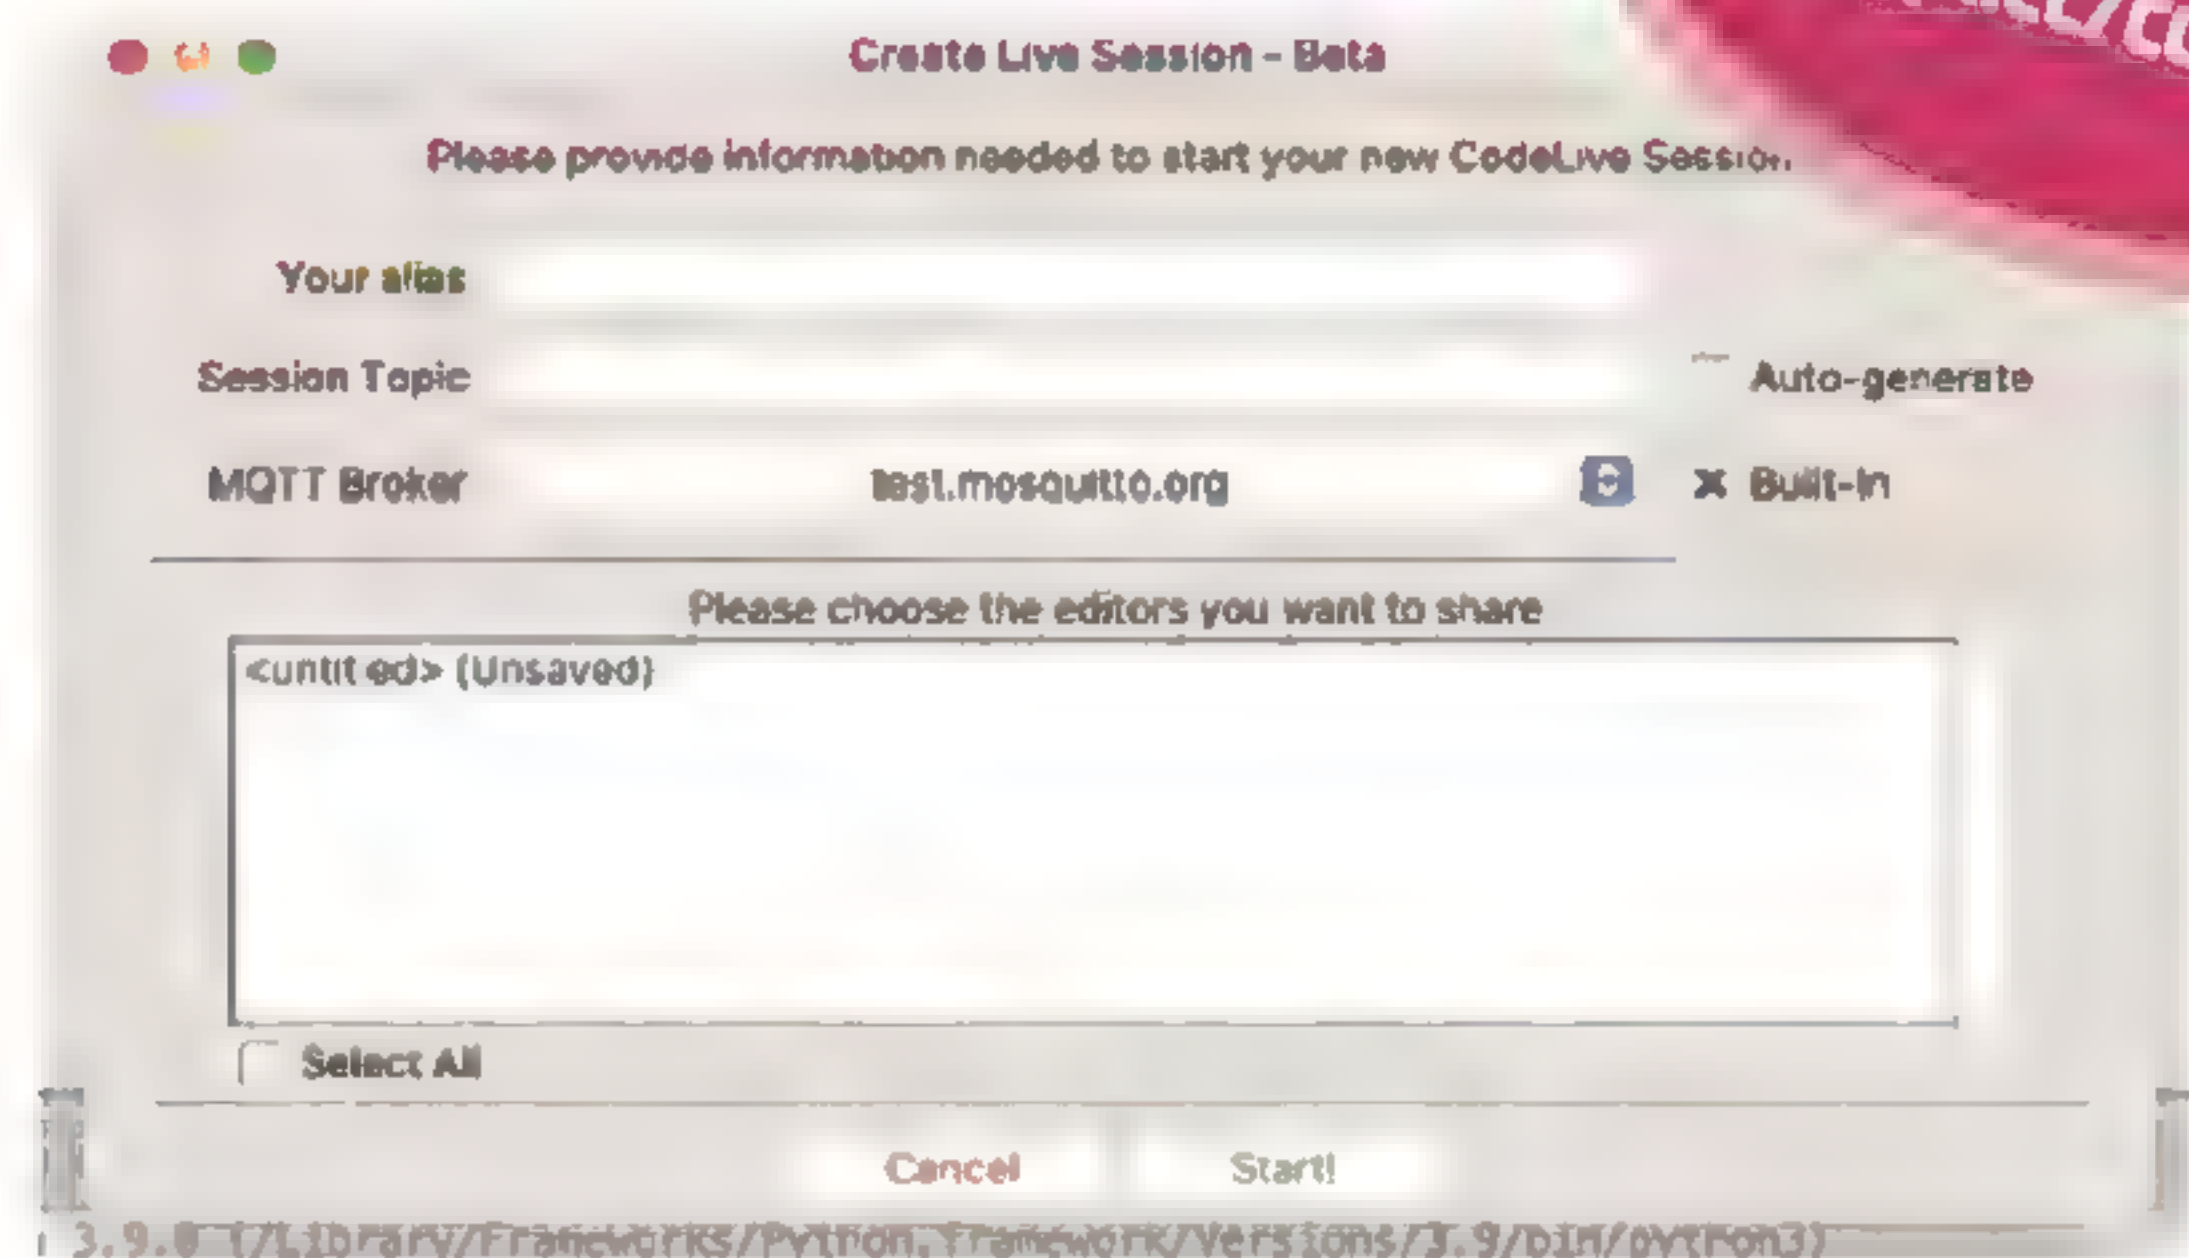 Create Live Session - Beta
Please provide information needed to start your new CodeLive Session
Your alias
Session Topic
Auto-generate
MQTT Broker
test.mosquitto.org
Built-in
Please choose the editors you want to share
<untitled> (Unsaved)
Select All
Cancel
Start!
3.9.0 (/Library/Frameworks/Python.framework/Versions/3.9/bin/python3)